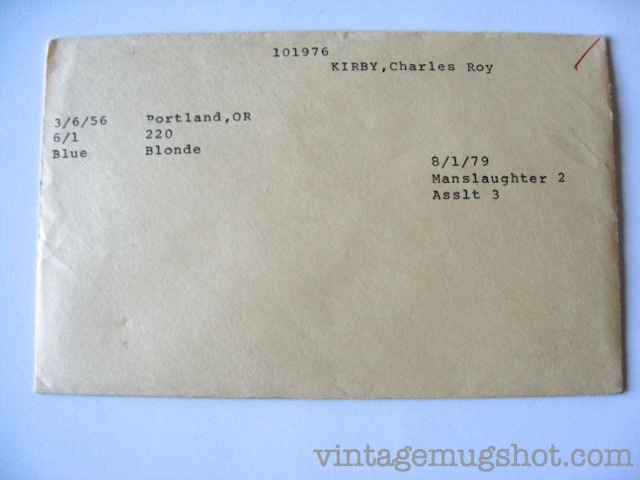 101976
KIRBY,Charles Roy
3/6/56 Portland,OR
6/1 220
Blue Blonde
8/1/79
Manslaughter 2
Asslt 3
vintagemugshot.com